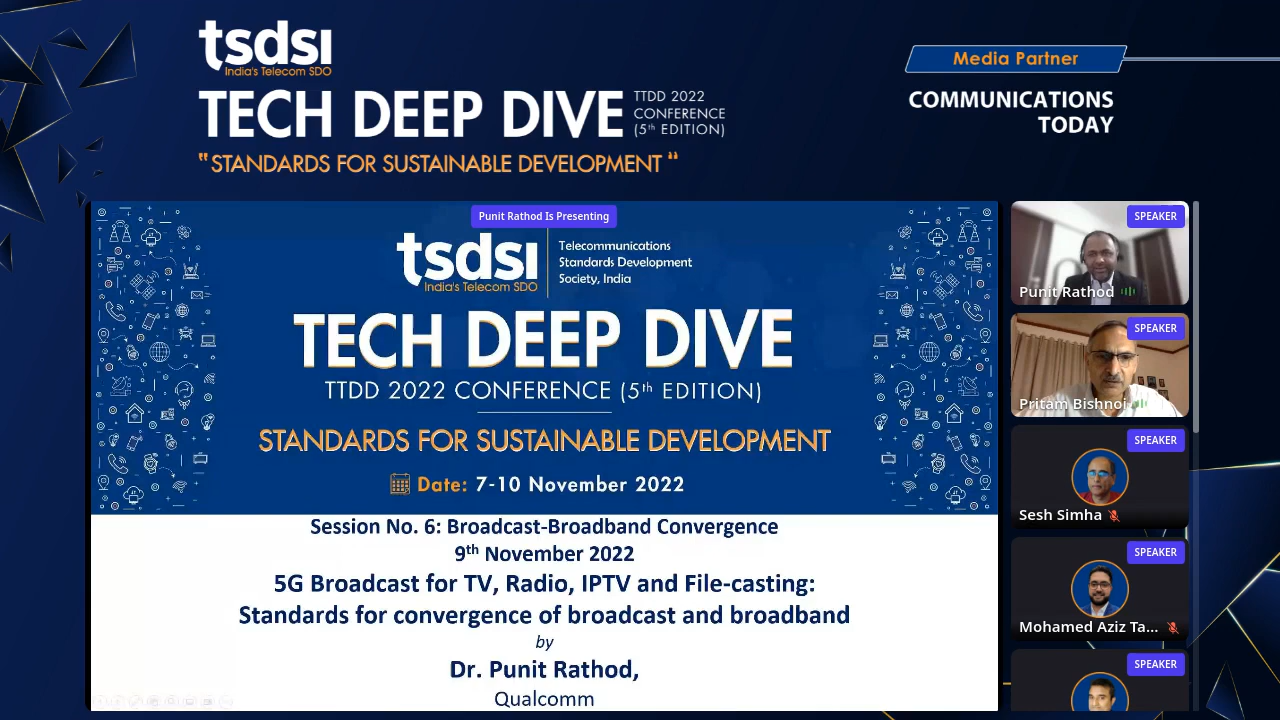 tsdsi
India's Telecom SDO
TECH DEEP DIVE
TTDD 2022
CONFERENCE
(5th EDITION)
"STANDARDS FOR SUSTAINABLE DEVELOPMENT"
Media Partner
COMMUNICATIONS
TODAY
Punit Rathod Is Presenting
tsdsi
India's Telecom SDO
Telecommunications
Standards Development
Society, India
TECH DEEP DIVE
TTDD 2022 CONFERENCE (5th EDITION)
STANDARDS FOR SUSTAINABLE DEVELOPMENT
Date: 7-10 November 2022
Session No. 6: Broadcast-Broadband Convergence
9th November 2022
5G Broadcast for TV, Radio, IPTV and File-casting:
Standards for convergence of broadcast and broadband
by
Dr. Punit Rathod,
Qualcomm
SPEAKER
Punit Rathod
SPEAKER
Pritam Bishnoi
SPEAKER
Sesh Simha
SPEAKER
Mohamed Aziz Ta...
SPEAKER